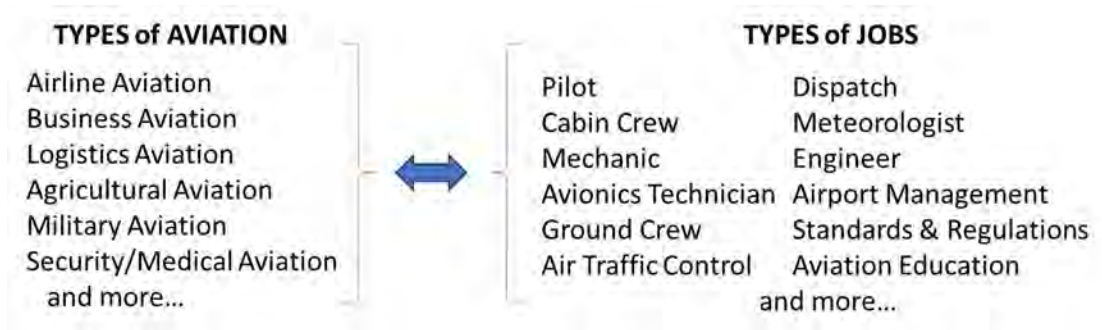 TYPES of AVIATION
Airline Aviation
Business Aviation
Logistics Aviation
Agricultural Aviation
Military Aviation
Security/Medical Aviation
and more...
TYPES of JOBS
Pilot
Cabin Crew
Mechanic
Avionics Technician
Ground Crew
Air Traffic Control
Dispatch
Meteorologist
Engineer
Airport Management
Standards & Regulations
Aviation Education
and more...